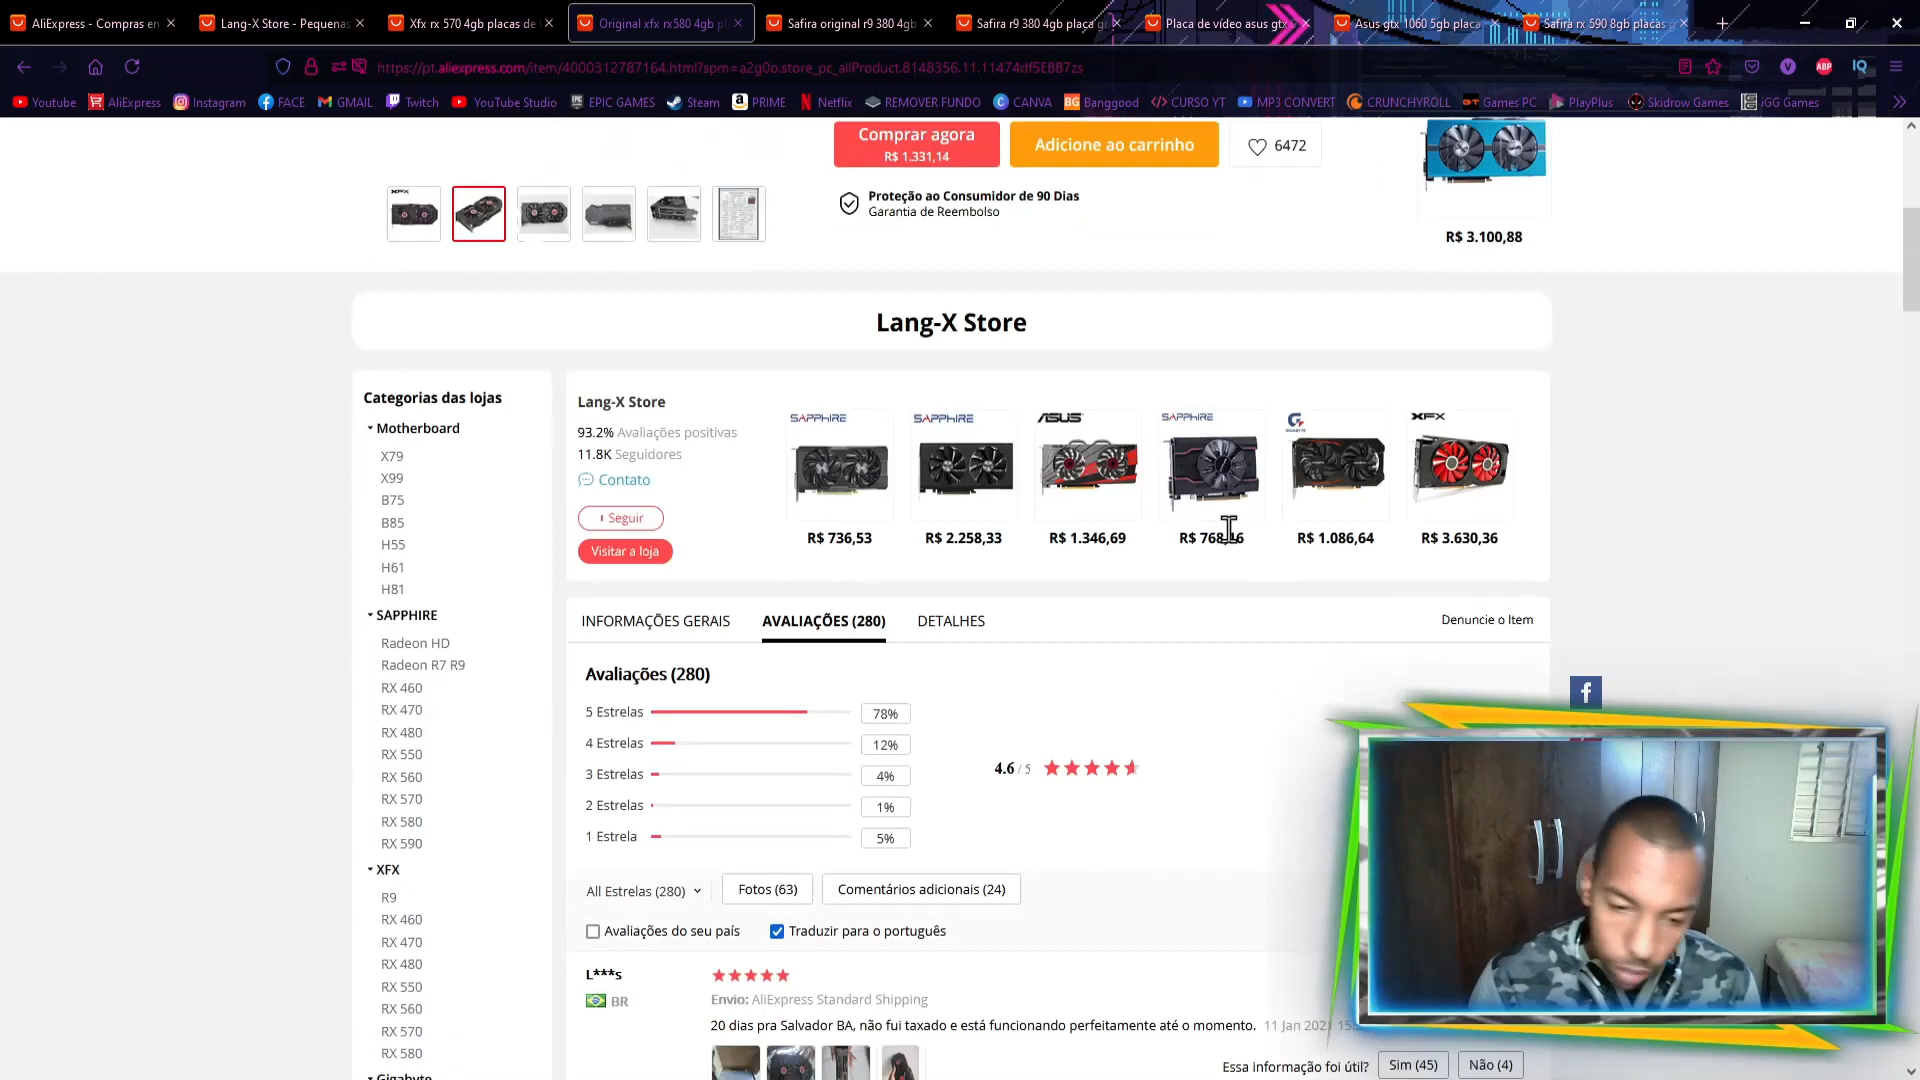 AliExpress - Compras en
Lang-X Store - Pequenas
Xfx rx 570 4gb placas de
Original xfx rx580 4gb pl
Safira original r9 380 4gb
Safira r9 380 4gb placa gr
Placa de vídeo asus gtx
Asus gtx 1060 5gb placa
Safira rx 590 8gb placas g
https://pt.aliexpress.com/item/4000312787164.html?spm=a2g0o.store_pc_allProduct.8148356.11.11474df5EBB7zs
Youtube
AliExpress
Instagram
FACE
GMAIL
Twitch
YouTube Studio
EPIC GAMES
Steam
PRIME
Netflix
REMOVER FUNDO
CANVA
Banggood
CURSO YT
MP3 CONVERT
CRUNCHYROLL
Games PC
PlayPlus
Skidrow Games
IGG Games
Comprar agora
R$ 1.331,14
Adicione ao carrinho
6472
Proteção ao Consumidor de 90 Dias
Garantia de Reembolso
XFX
R$ 3.100,88
Lang-X Store
Categorias das lojas
Motherboard
X79
X99
B75
B85
H55
H61
H81
SAPPHIRE
Radeon HD
Radeon R7 R9
RX 460
RX 470
RX 480
RX 550
RX 560
RX 570
RX 580
RX 590
XFX
R9
RX 460
RX 470
RX 480
RX 550
RX 560
RX 570
RX 580
Gigabyte
Lang-X Store
93.2% Avaliações positivas
11.8K Seguidores
Contato
+ Seguir
Visitar a loja
SAPPHIRE
SAPPHIRE
ASUS
SAPPHIRE
GIGABYTE
XFX
R$ 736,53
R$ 2.258,33
R$ 1.346,69
R$ 768
R$ 1.086,64
R$ 3.630,36
INFORMAÇÕES GERAIS
AVALIAÇÕES (280)
DETALHES
Denuncie o Item
Avaliações (280)
5 Estrelas 78%
4 Estrelas 12%
3 Estrelas 4%
2 Estrelas 1%
1 Estrela 5%
4.6 / 5
All Estrelas (280)
Fotos (63)
Comentários adicionais (24)
Avaliações do seu país
Traduzir para o português
L***s
BR
Envio: AliExpress Standard Shipping
20 dias pra Salvador BA, não fui taxado e está funcionando perfeitamente até o momento. 11 Jan
Essa informação foi útil?
Sim (45)
Não (4)